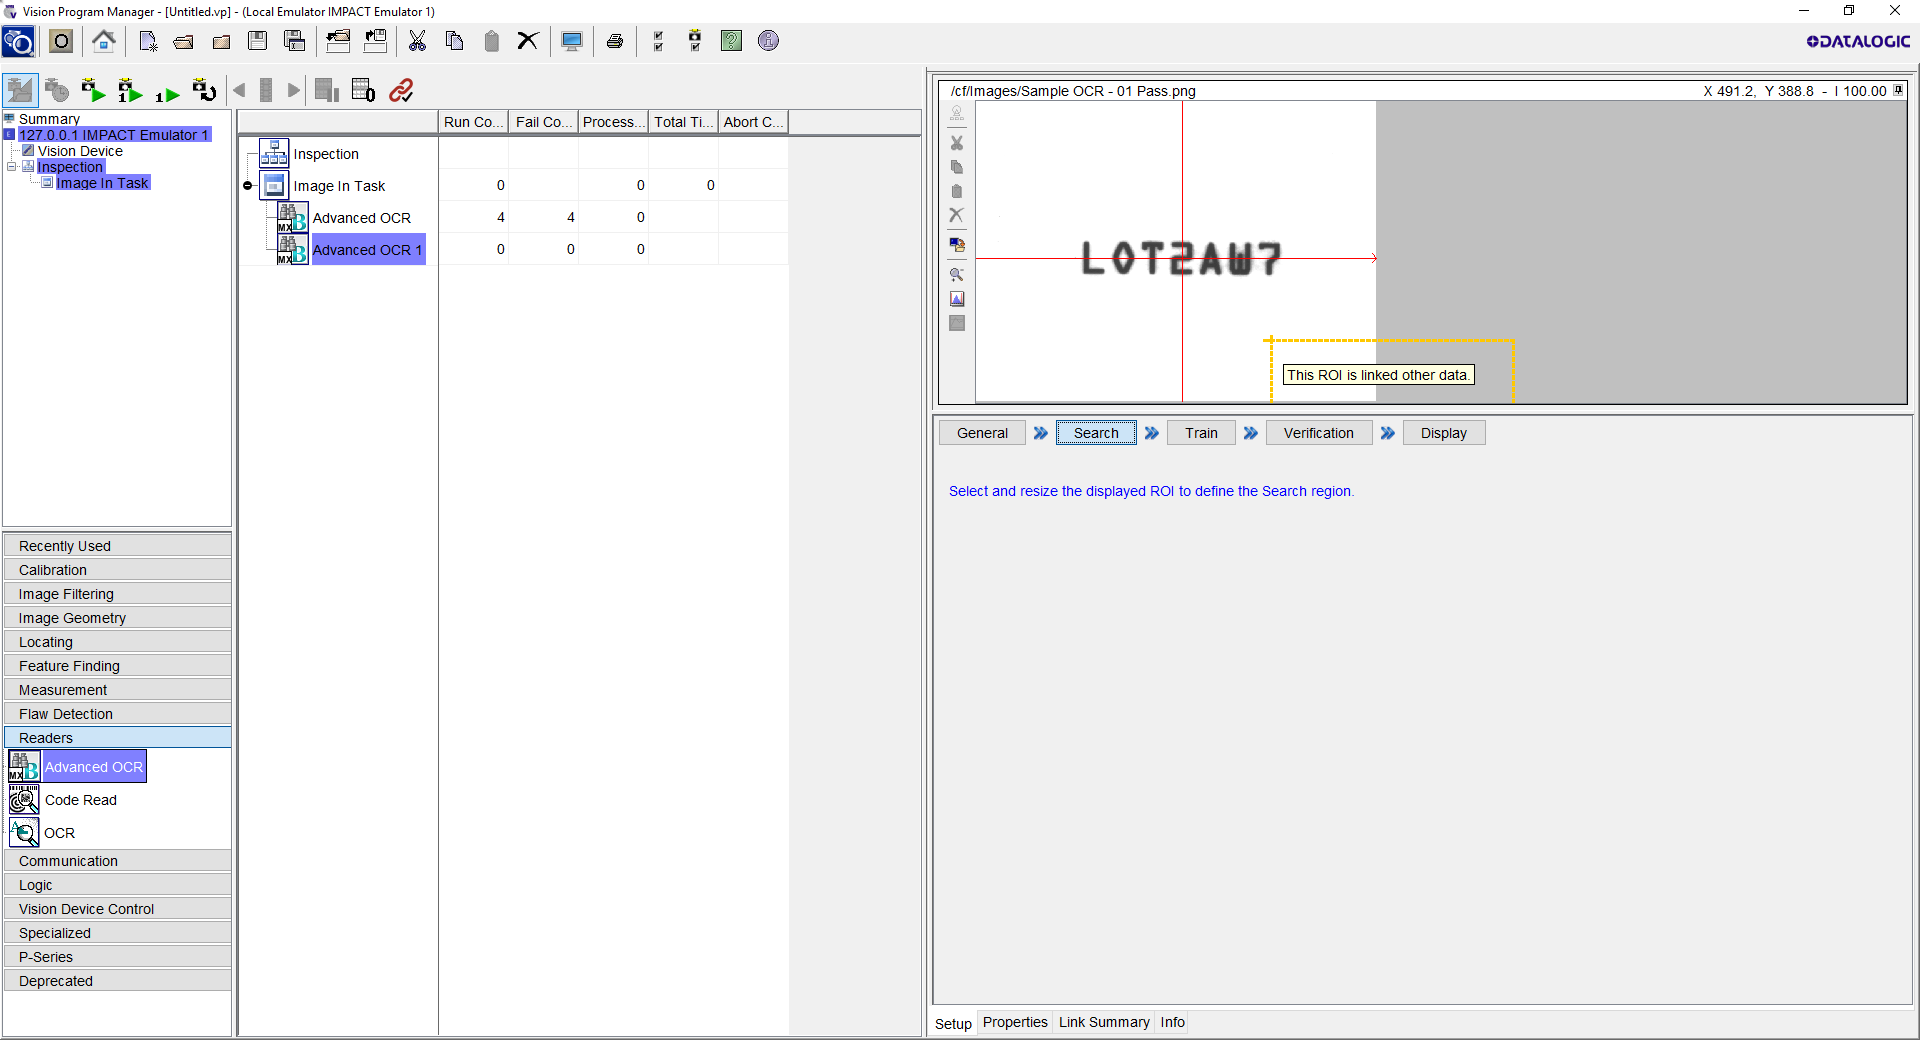 Vision Program Manager - [Untitled.vp] - (Local Emulator IMPACT Emulator 1)
DATALOGIC
Summary
127.0.0.1 IMPACT Emulator 1
Vision Device
Inspection
Image In Task
Recently Used
Calibration
Image Filtering
Image Geometry
Locating
Feature Finding
Measurement
Flaw Detection
Readers
Advanced OCR
Code Read
OCR
Communication
Logic
Vision Device Control
Specialized
P-Series
Deprecated
Run Co... Fail Co... Process... Total Ti... Abort C...
Inspection
Image In Task 0 0 0
Advanced OCR 4 4 0
Advanced OCR 1 0 0 0
/cf/Images/Sample OCR - 01 Pass.png X 491.2, Y 388.8 - I 100.00
LOT2AW7
This ROI is linked other data.
General Search Train Verification Display
Select and resize the displayed ROI to define the Search region.
Setup Properties Link Summary Info